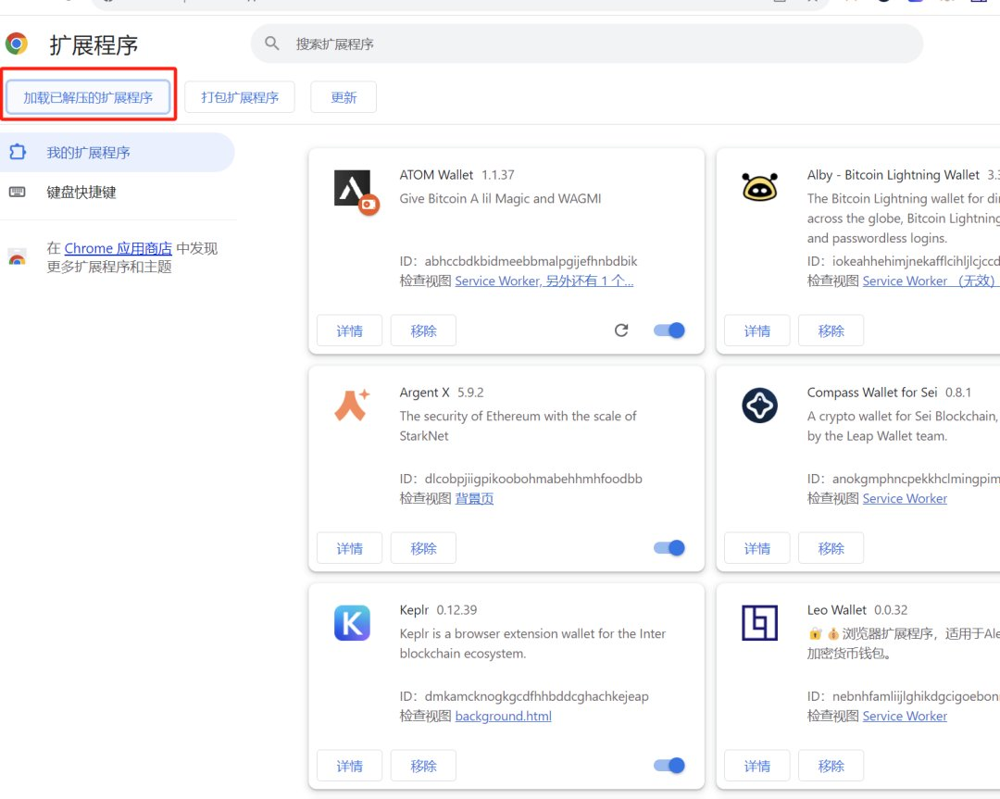 扩展程序
搜索扩展程序
加载已解压的扩展程序
打包扩展程序
更新
我的扩展程序
键盘快捷键
在 Chrome 应用商店 中发现
更多扩展程序和主题
ATOM Wallet 1.1.37
Give Bitcoin A lil Magic and WAGMI
ID：abhccbdkbidmeebbmalpgijefhnbdbik
检查视图 Service Worker, 另外还有 1 个...
详情
移除
Alby - Bitcoin Lightning Wallet 3.3
The Bitcoin Lightning wallet for dir
across the globe, Bitcoin Lightning
and passwordless logins.
ID：iokeahhehimjnekafflcihljlcjccd
检查视图 Service Worker （无效）
详情
移除
Argent X 5.9.2
The security of Ethereum with the scale of
StarkNet
ID：dlcobpjiigpikoobohmabehhmhfoodbb
检查视图 背景页
详情
移除
Compass Wallet for Sei 0.8.1
A crypto wallet for Sei Blockchain,
by the Leap Wallet team.
ID：anokgmphncpekkhclmingpim
检查视图 Service Worker
详情
移除
Keplr 0.12.39
Keplr is a browser extension wallet for the Inter
blockchain ecosystem.
ID：dmkamcknogkgcdfhhbddcghachkejeap
检查视图 background.html
详情
移除
Leo Wallet 0.0.32
🔐💰浏览器扩展程序，适用于Ale
加密货币钱包。
ID：nebnhfamliijlghikdgcigoebon
检查视图 Service Worker
详情
移除